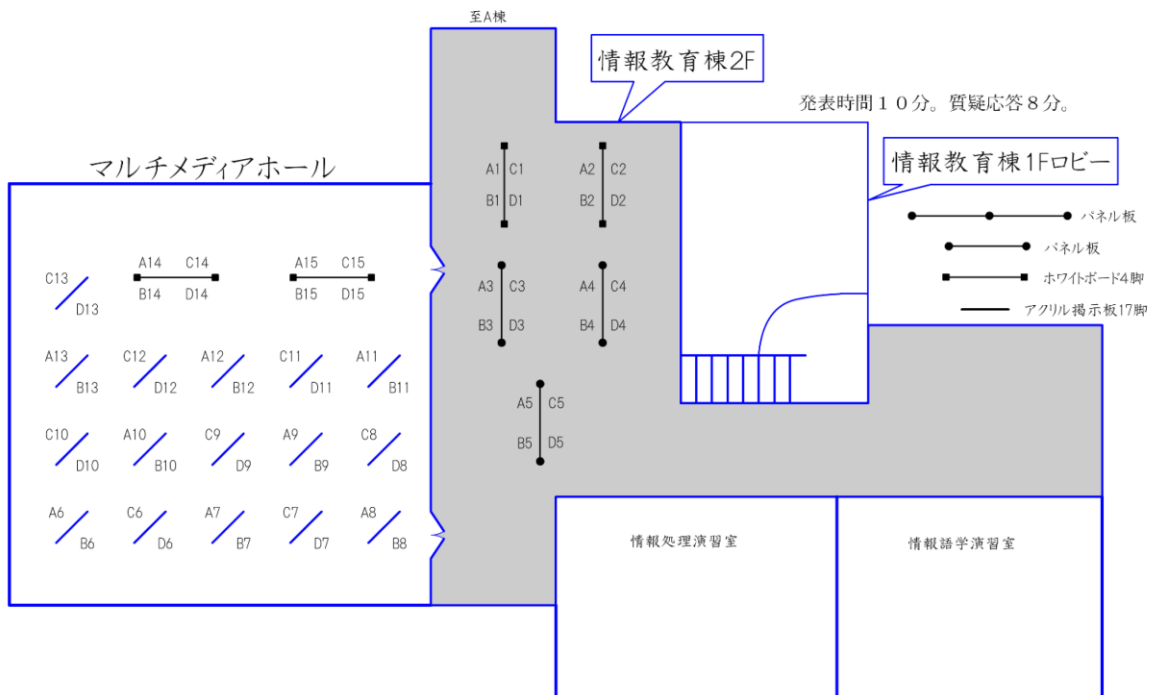 至A棟
情報教育棟2F
発表時間１０分。質疑応答８分。
マルチメディアホール
情報教育棟1Fロビー
A1 C1
B1 D1
A2 C2
B2 D2
パネル板
パネル板
ホワイトボード4脚
アクリル掲示板17脚
A3 C3
B3 D3
A4 C4
B4 D4
A5 C5
B5 D5
C13
D13
A14 C14
B14 D14
A15 C15
B15 D15
A13 C12 A12 C11 A11
B13 D12 B12 D11 B11
C10 A10 C9 A9 C8
D10 B10 D9 B9 D8
A6 C6 A7 C7 A8
B6 D6 B7 D7 B8
情報処理演習室
情報語学演習室